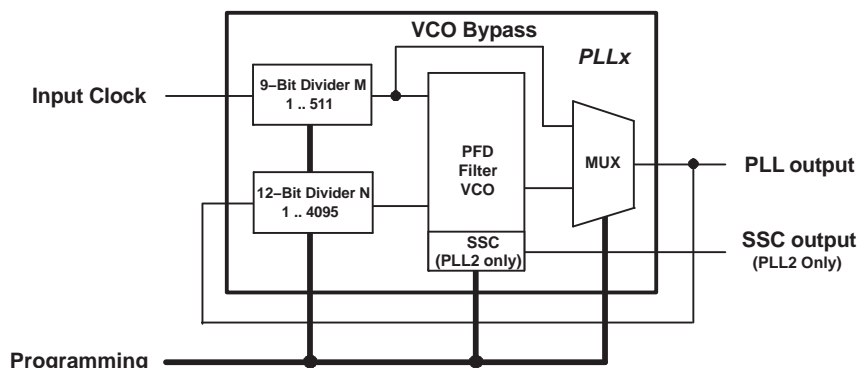 VCO Bypass
PLLx
9–Bit Divider M
1 .. 511
Input Clock
PFD
Filter
VCO
MUX
PLL output
12–Bit Divider N
1 .. 4095
SSC
(PLL2 only)
SSC output
(PLL2 Only)
Programming